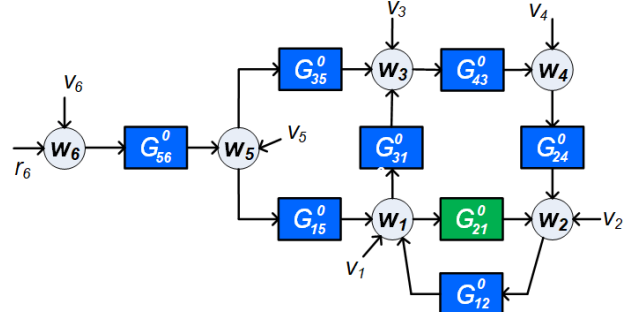 v₃
v₄
G⁰₃₅
w₃
G⁰₄₃
w₄
v₆
w₆
r₆
G⁰₅₆
w₅
v₅
G⁰₃₁
G⁰₂₄
G⁰₁₅
w₁
G⁰₂₁
w₂
v₂
v₁
G⁰₁₂